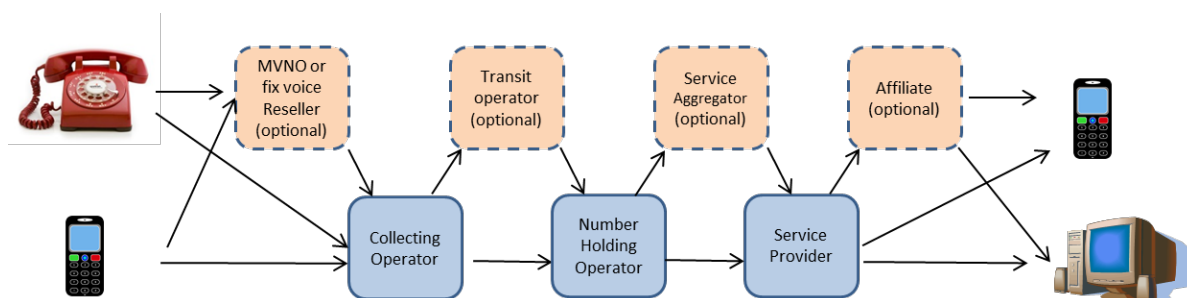 MVNO or
fix voice
Reseller
(optional)
Transit
operator
(optional)
Service
Aggregator
(optional)
Affiliate
(optional)
Collecting
Operator
Number
Holding
Operator
Service
Provider